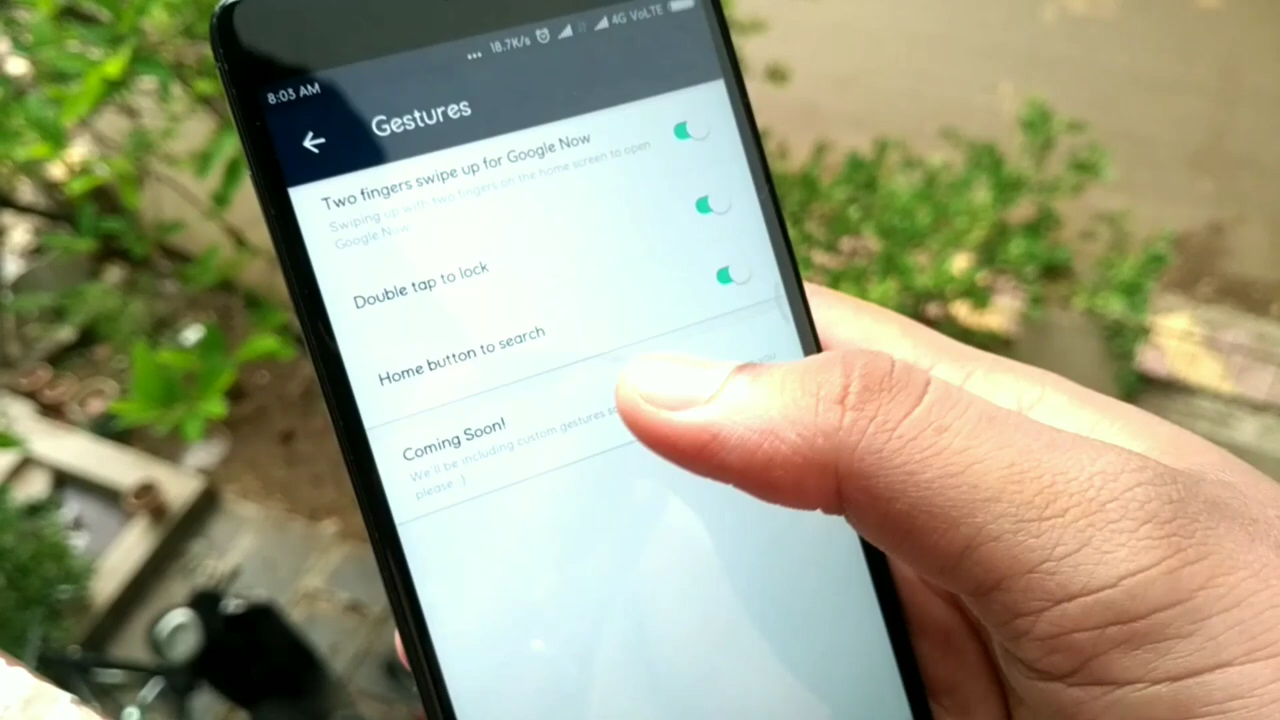 18.7K/s 4G VoLTE
8:03 AM
Gestures
Two fingers swipe up for Google Now
Swiping up with two fingers on the home screen to open
Google Now
Double tap to lock
Home button to search
Coming Soon!
We'll be including custom gestures you
please :)